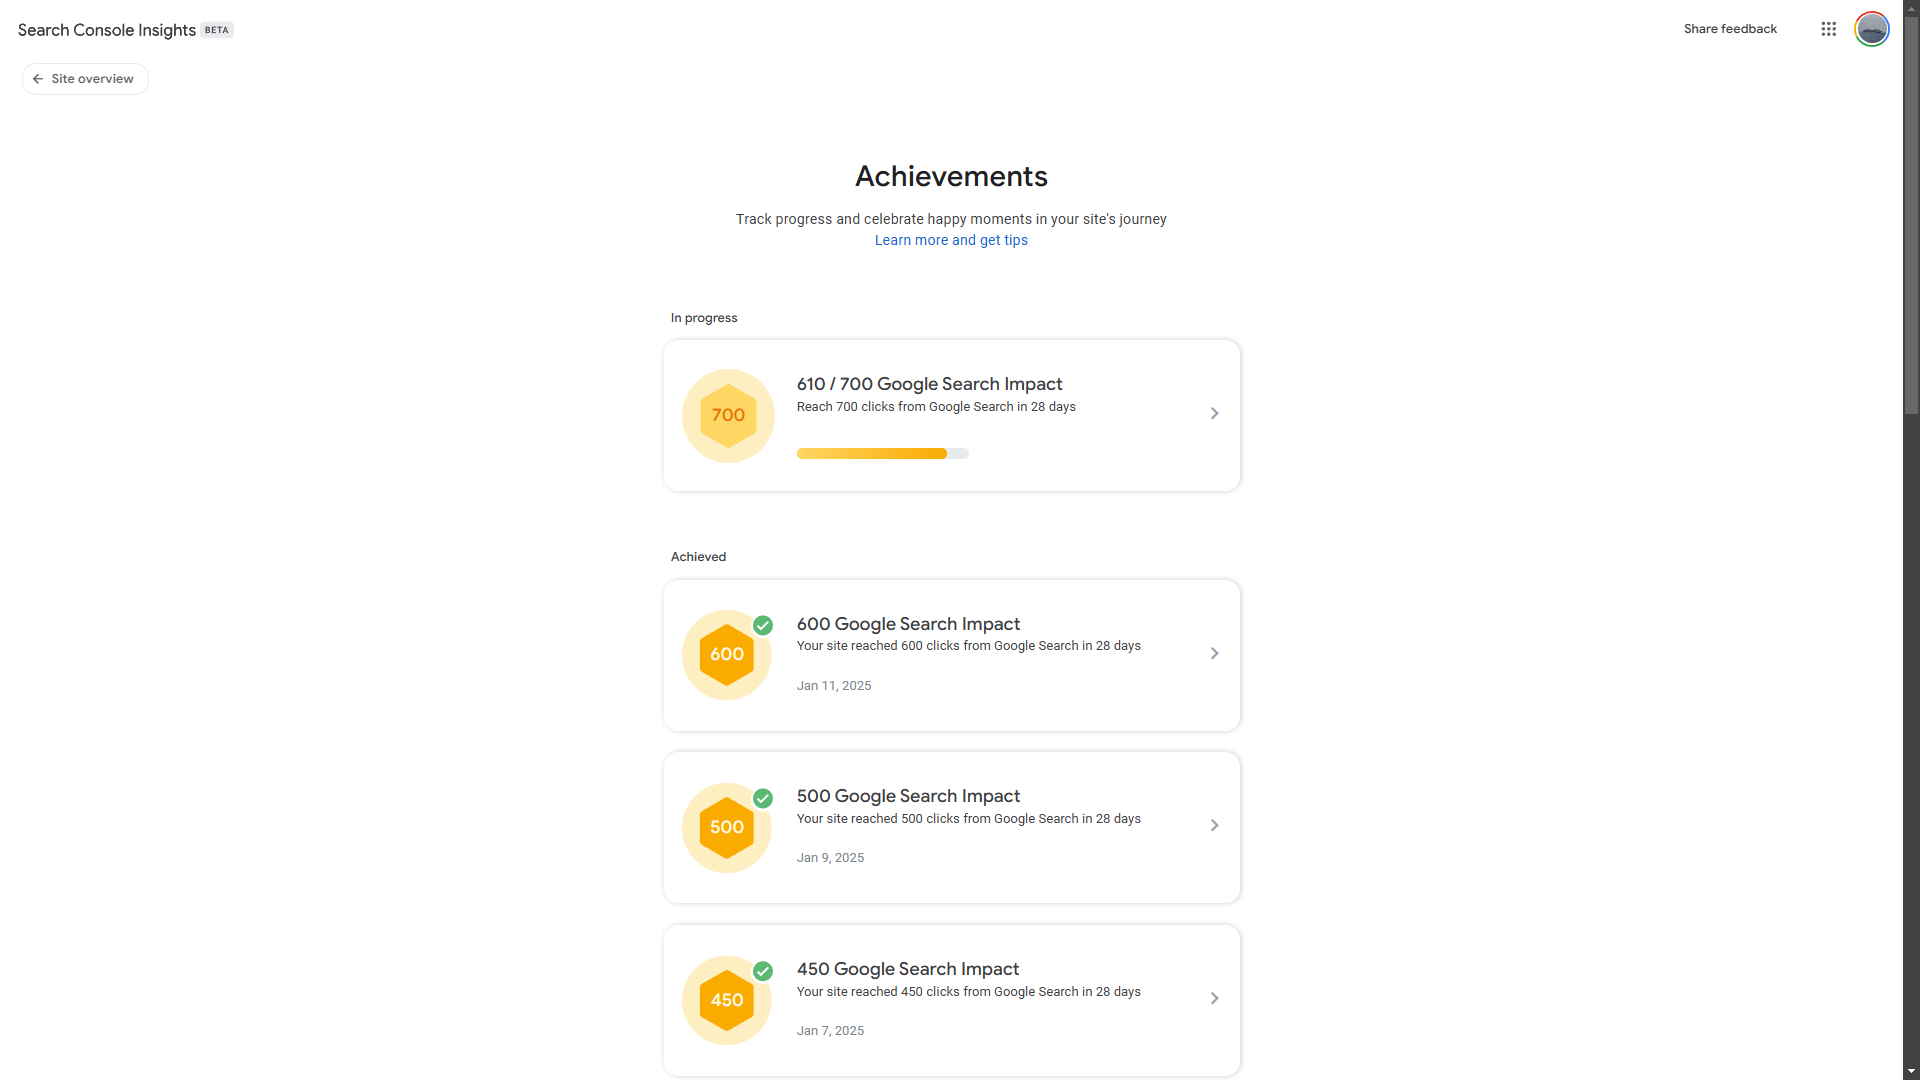 Search Console Insights BETA
Share feedback
Site overview
Achievements
Track progress and celebrate happy moments in your site's journey
Learn more and get tips
In progress
700
610 / 700 Google Search Impact
Reach 700 clicks from Google Search in 28 days
Achieved
600
600 Google Search Impact
Your site reached 600 clicks from Google Search in 28 days
Jan 11, 2025
500
500 Google Search Impact
Your site reached 500 clicks from Google Search in 28 days
Jan 9, 2025
450
450 Google Search Impact
Your site reached 450 clicks from Google Search in 28 days
Jan 7, 2025